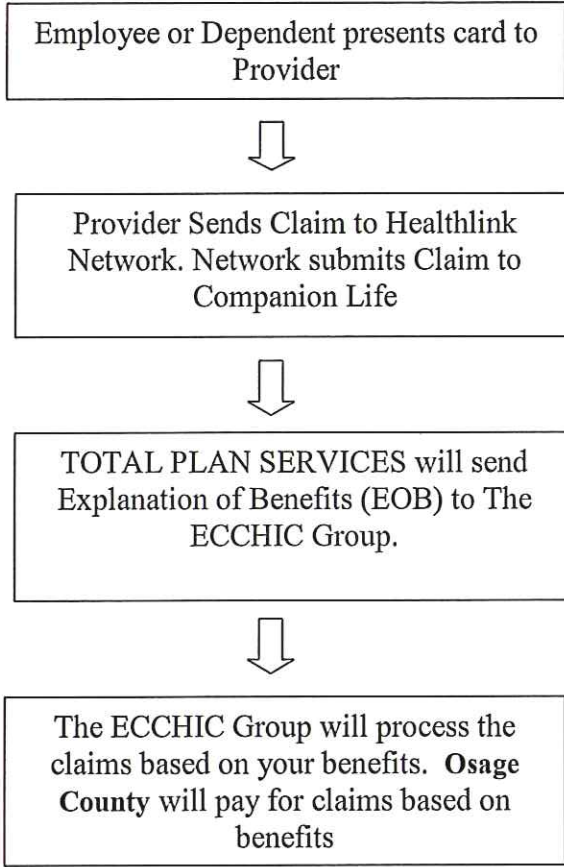 Employee or Dependent presents card to
Provider
Provider Sends Claim to Healthlink
Network. Network submits Claim to
Companion Life
TOTAL PLAN SERVICES will send
Explanation of Benefits (EOB) to The
ECCHIC Group.
The ECCHIC Group will process the
claims based on your benefits. Osage
County will pay for claims based on
benefits